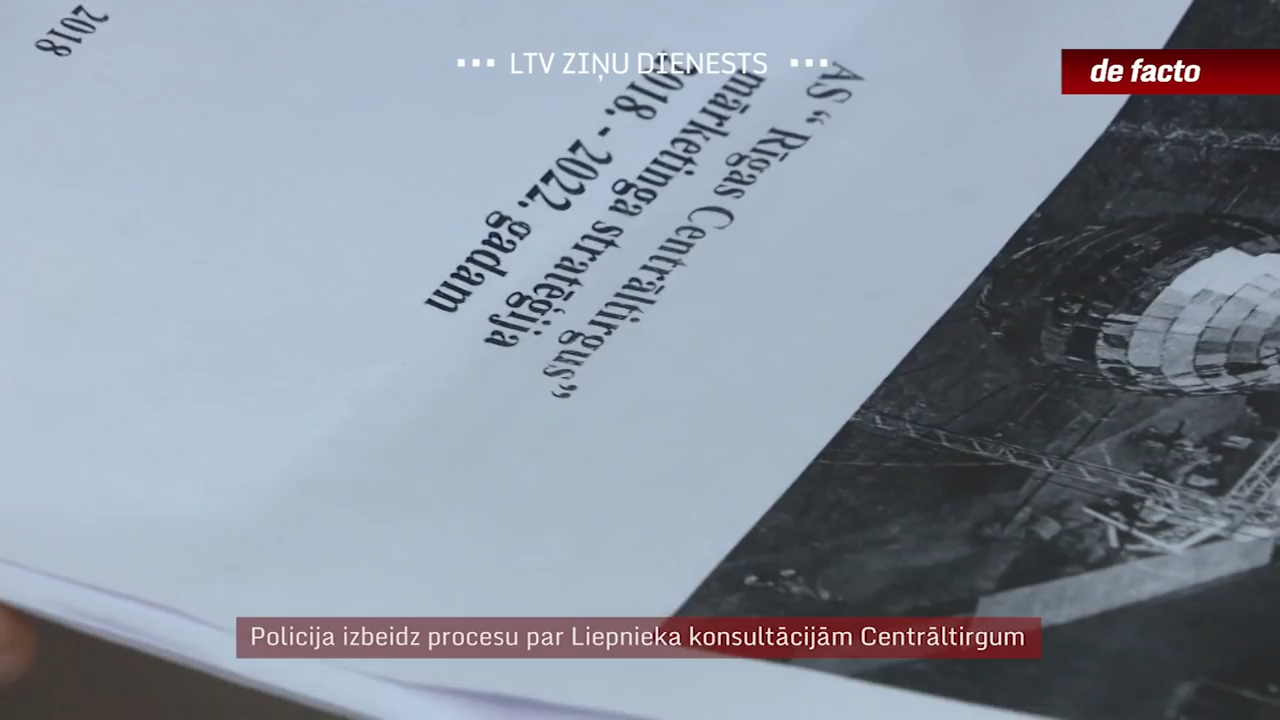 2018
LTV ZIŅU DIENESTS
de facto
AS “ Rīgas Centrāltirgus”
mārketinga stratēģija
2018. - 2022. gadam
Policija izbeidz procesu par Liepnieka konsultācijām Centrāltirgum